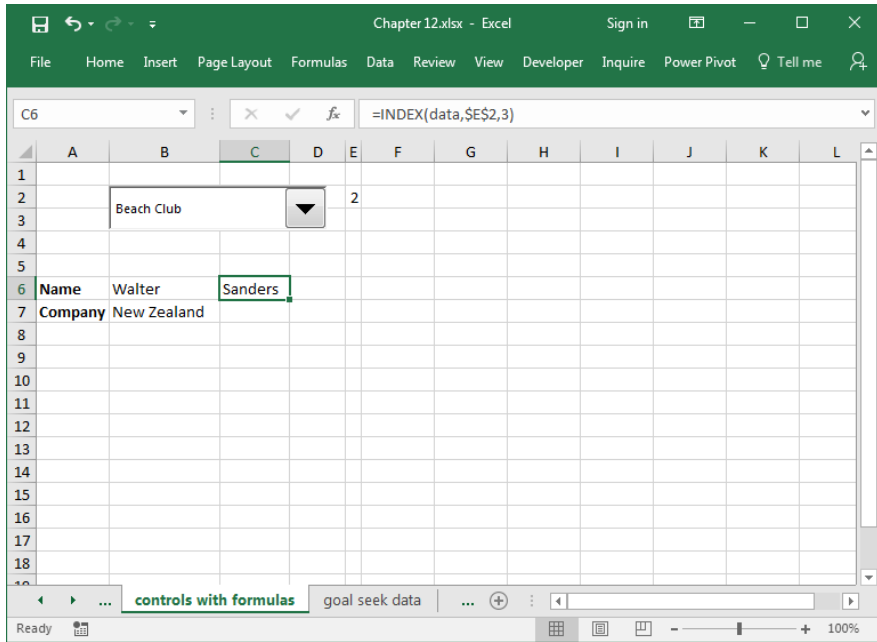 Chapter 12.xlsx - Excel Sign in
File Home Insert Page Layout Formulas Data Review View Developer Inquire Power Pivot Tell me
C6 fx =INDEX(data,$E$2,3)
A B C D E F G H I J K L
1
2 Beach Club 2
3
4
5
6 Name Walter Sanders
7 Company New Zealand
8
9
10
11
12
13
14
15
16
17
18
... controls with formulas goal seek data ...
Ready 100%